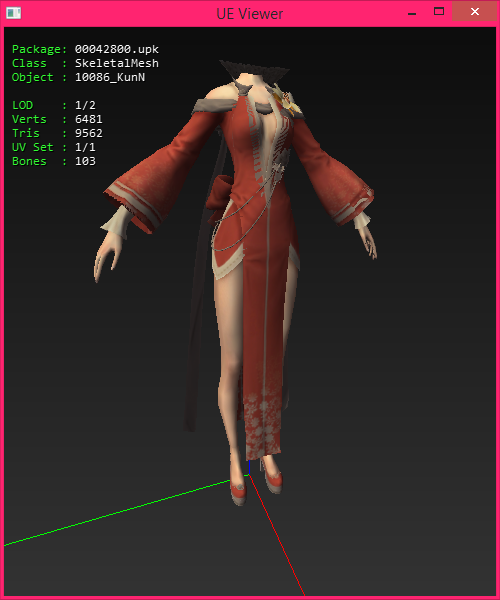 UE Viewer
Package: 00042800.upk
Class : SkeletalMesh
Object : 10086_KunN
LOD : 1/2
Verts : 6481
Tris : 9562
UV Set : 1/1
Bones : 103